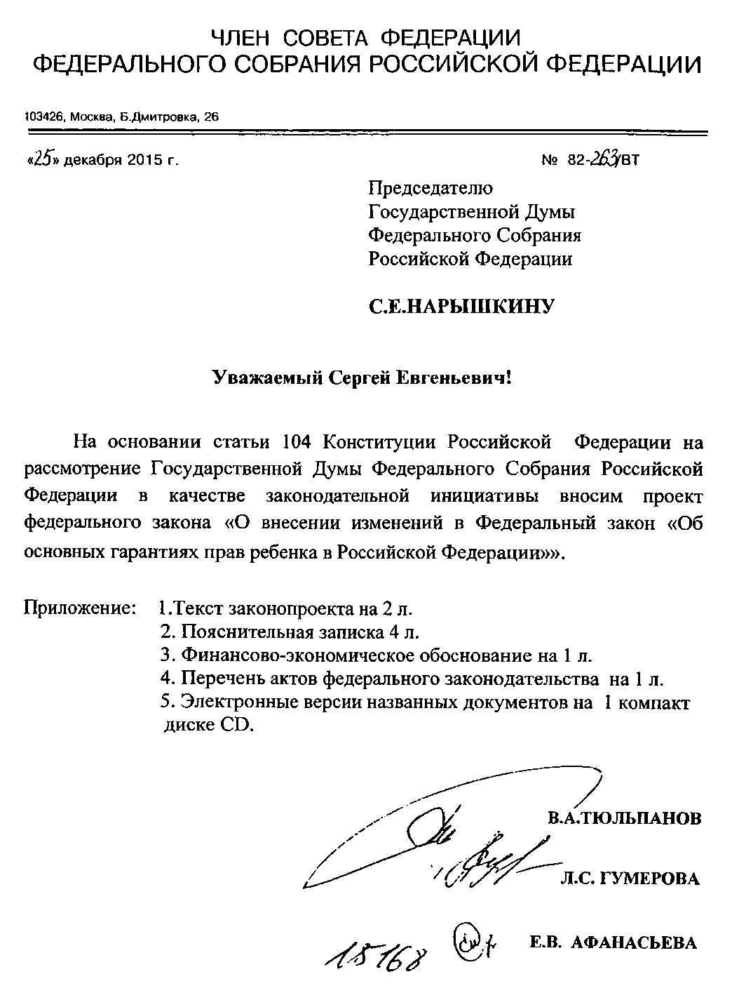 ЧЛЕН СОВЕТА ФЕДЕРАЦИИ
ФЕДЕРАЛЬНОГО СОБРАНИЯ РОССИЙСКОЙ ФЕДЕРАЦИИ
103426, Москва, Б.Дмитровка, 26
«25» декабря 2015 г.
№ 82-263/ВТ
Председателю
Государственной Думы
Федерального Собрания
Российской Федерации
С.Е.НАРЫШКИНУ
Уважаемый Сергей Евгеньевич!
На основании статьи 104 Конституции Российской Федерации на
рассмотрение Государственной Думы Федерального Собрания Российской
Федерации в качестве законодательной инициативы вносим проект
федерального закона «О внесении изменений в Федеральный закон «Об
основных гарантиях прав ребенка в Российской Федерации»».
Приложение: 1.Текст законопроекта на 2 л.
2. Пояснительная записка 4 л.
3. Финансово-экономическое обоснование на 1 л.
4. Перечень актов федерального законодательства на 1 л.
5. Электронные версии названных документов на 1 компакт
диске CD.
В.А.ТЮЛЬПАНОВ
Л.С. ГУМЕРОВА
Е.В. АФАНАСЬЕВА
15168